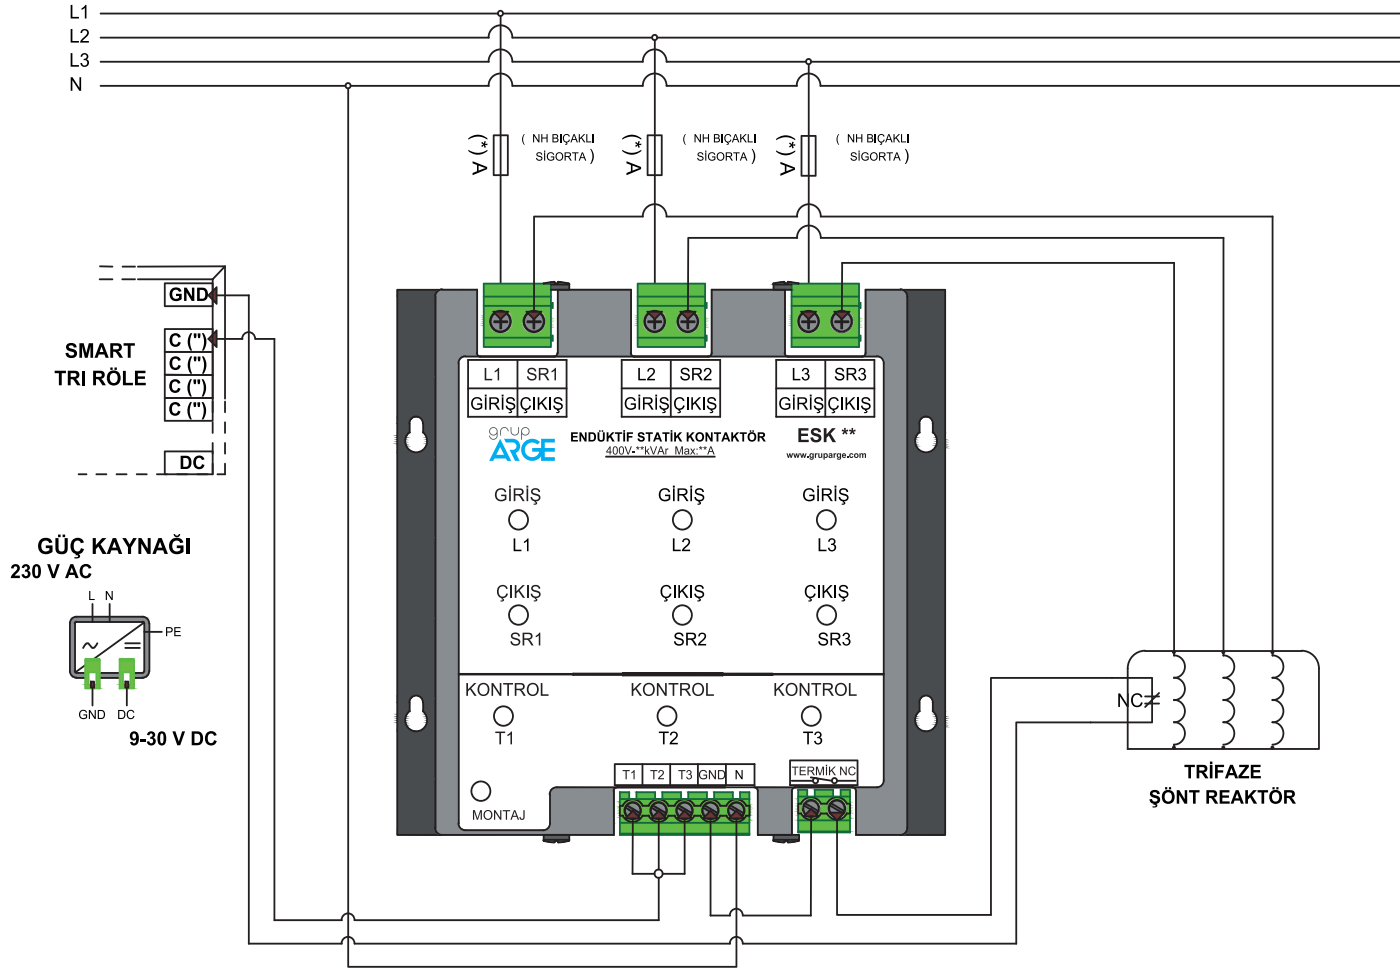 L1
L2
L3
N
(*) A
( NH BIÇAKLI
SİGORTA )
(*) A
( NH BIÇAKLI
SİGORTA )
(*) A
( NH BIÇAKLI
SİGORTA )
GND
C (")
C (")
C (")
C (")
DC
SMART
TRI RÖLE
L1 SR1
GİRİŞ ÇIKIŞ
L2 SR2
GİRİŞ ÇIKIŞ
L3 SR3
GİRİŞ ÇIKIŞ
grup
ARGE
ENDÜKTİF STATİK KONTAKTÖR
400V-**kVAr Max:**A
ESK **
www.gruparge.com
GİRİŞ
L1
GİRİŞ
L2
GİRİŞ
L3
ÇIKIŞ
SR1
ÇIKIŞ
SR2
ÇIKIŞ
SR3
KONTROL
T1
KONTROL
T2
KONTROL
T3
MONTAJ
T1 T2 T3 GND N
TERMİK NC
GÜÇ KAYNAĞI
230 V AC
L N
PE
GND DC
9-30 V DC
NC
TRİFAZE
ŞÖNT REAKTÖR